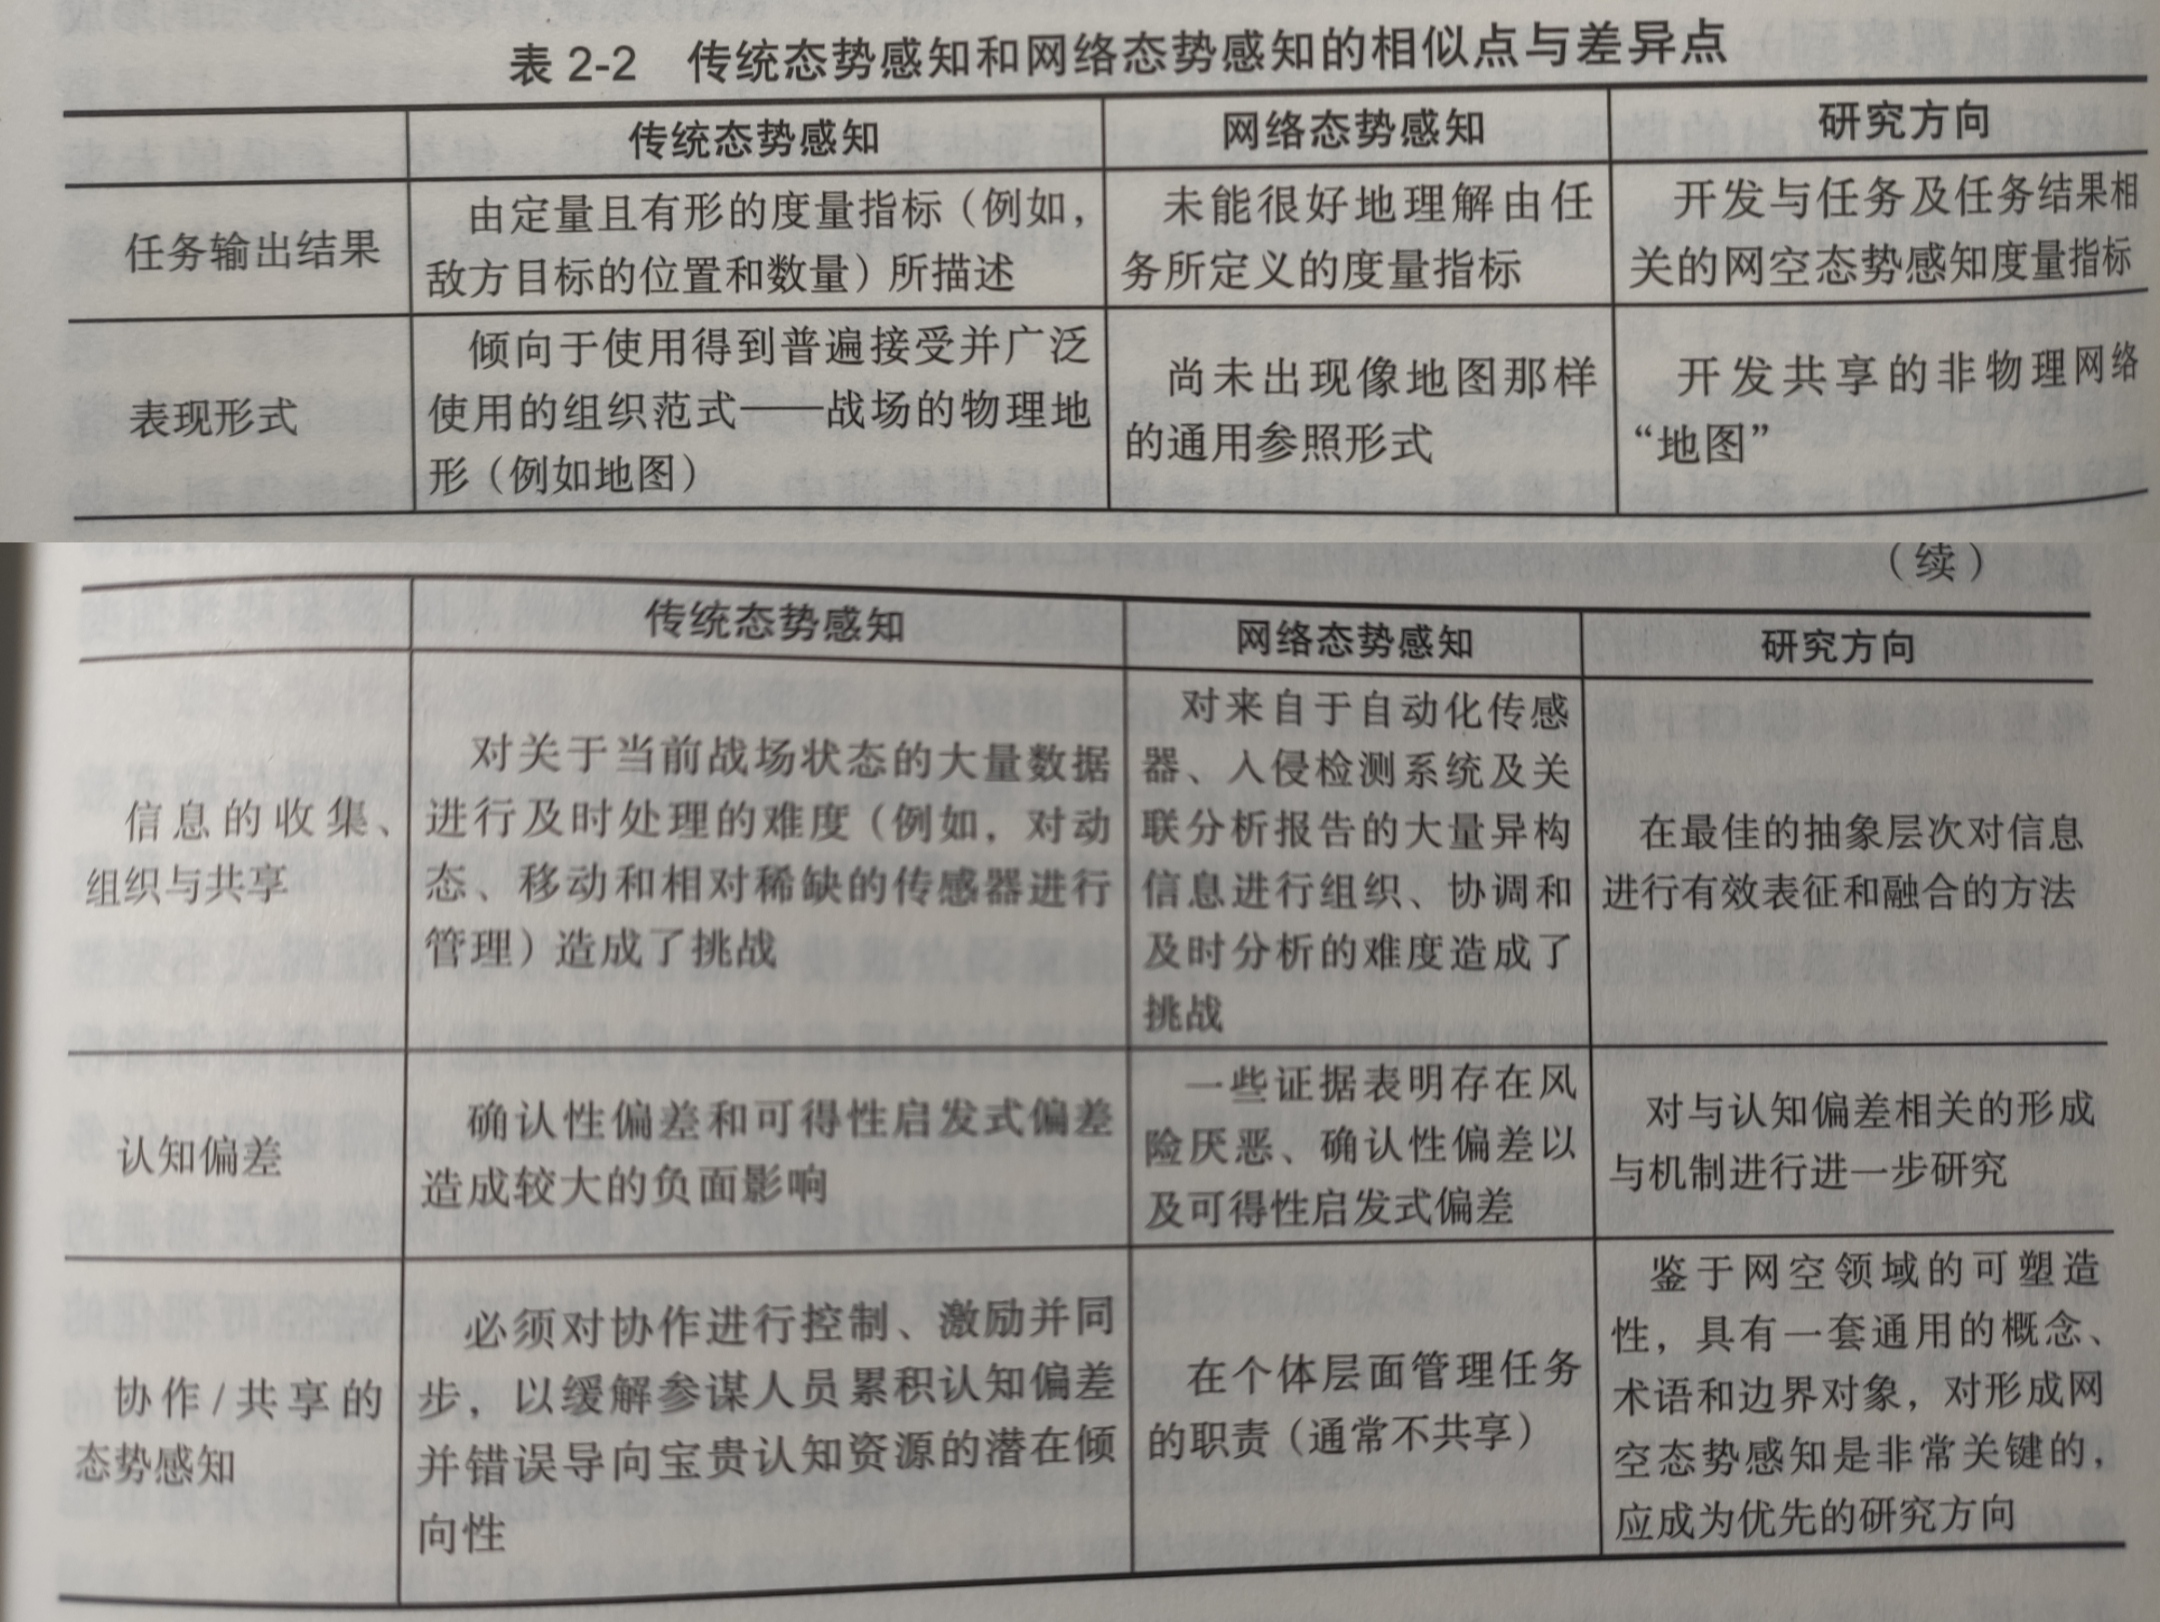 表 2-2 传统态势感知和网络态势感知的相似点与差异点
传统态势感知
网络态势感知
研究方向
任务输出结果
由定量且有形的度量指标（例如，
敌方目标的位置和数量）所描述
未能很好地理解由任
务所定义的度量指标
开发与任务及任务结果相
关的网空态势感知度量指标
表现形式
倾向于使用得到普遍接受并广泛
使用的组织范式——战场的物理地
形（例如地图）
尚未出现像地图那样
的通用参照形式
开发共享的非物理网络
“地图”
（续）
传统态势感知
网络态势感知
研究方向
信息的收集、
组织与共享
对关于当前战场状态的大量数据
进行及时处理的难度（例如，对动
态、移动和相对稀缺的传感器进行
管理）造成了挑战
对来自于自动化传感
器、入侵检测系统及关
联分析报告的大量异构
信息进行组织、协调和
及时分析的难度造成了
挑战
在最佳的抽象层次对信息
进行有效表征和融合的方法
认知偏差
确认性偏差和可得性启发式偏差
造成较大的负面影响
一些证据表明存在风
险厌恶、确认性偏差以
及可得性启发式偏差
对与认知偏差相关的形成
与机制进行进一步研究
协作/共享的
态势感知
必须对协作进行控制、激励并同
步，以缓解参谋人员累积认知偏差
并错误导向宝贵认知资源的潜在倾
向性
在个体层面管理任务
的职责（通常不共享）
鉴于网空领域的可塑造
性，具有一套通用的概念、
术语和边界对象，对形成网
空态势感知是非常关键的，
应成为优先的研究方向